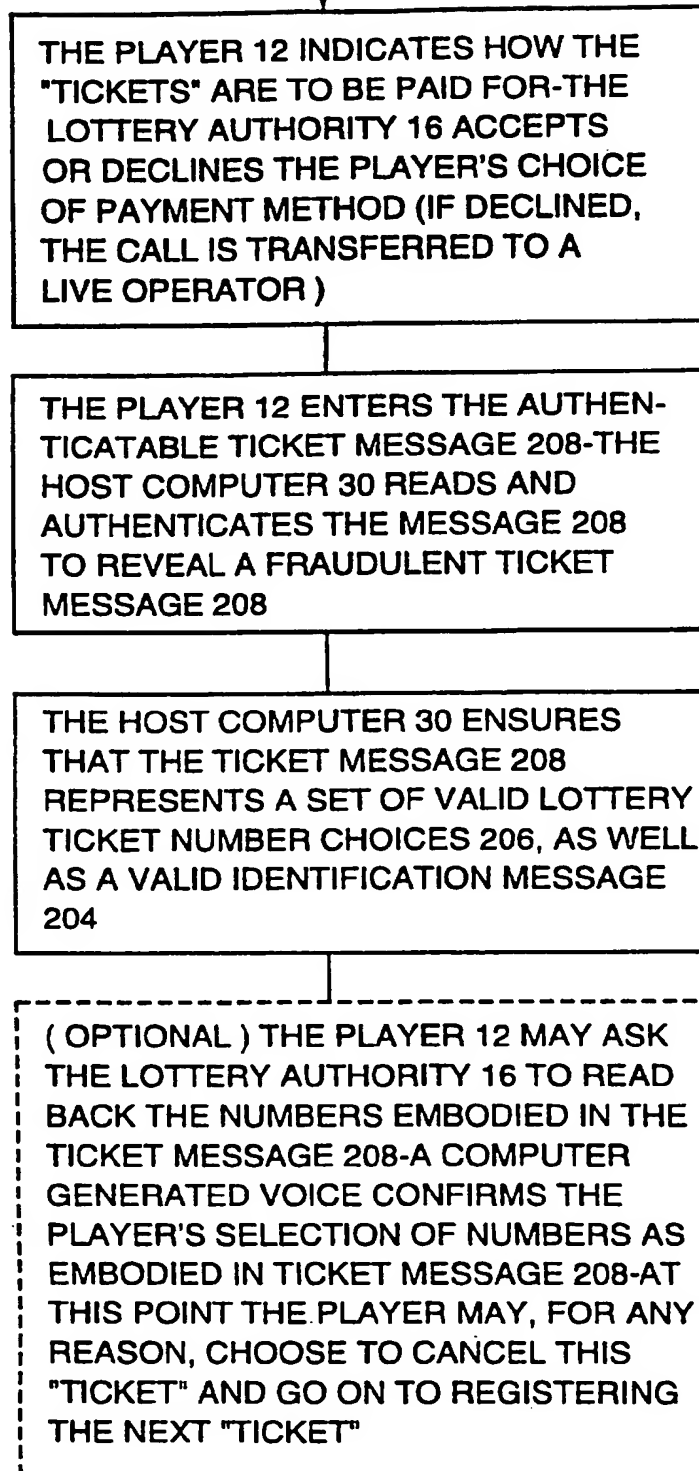 THE PLAYER 12 INDICATES HOW THE
"TICKETS" ARE TO BE PAID FOR-THE
LOTTERY AUTHORITY 16 ACCEPTS
OR DECLINES THE PLAYER'S CHOICE
OF PAYMENT METHOD (IF DECLINED,
THE CALL IS TRANSFERRED TO A
LIVE OPERATOR )
THE PLAYER 12 ENTERS THE AUTHEN-
TICATABLE TICKET MESSAGE 208-THE
HOST COMPUTER 30 READS AND
AUTHENTICATES THE MESSAGE 208
TO REVEAL A FRAUDULENT TICKET
MESSAGE 208
THE HOST COMPUTER 30 ENSURES
THAT THE TICKET MESSAGE 208
REPRESENTS A SET OF VALID LOTTERY
TICKET NUMBER CHOICES 206, AS WELL
AS A VALID IDENTIFICATION MESSAGE
204
( OPTIONAL ) THE PLAYER 12 MAY ASK
THE LOTTERY AUTHORITY 16 TO READ
BACK THE NUMBERS EMBODIED IN THE
TICKET MESSAGE 208-A COMPUTER
GENERATED VOICE CONFIRMS THE
PLAYER'S SELECTION OF NUMBERS AS
EMBODIED IN TICKET MESSAGE 208-AT
THIS POINT THE PLAYER MAY, FOR ANY
REASON, CHOOSE TO CANCEL THIS
"TICKET" AND GO ON TO REGISTERING
THE NEXT "TICKET"